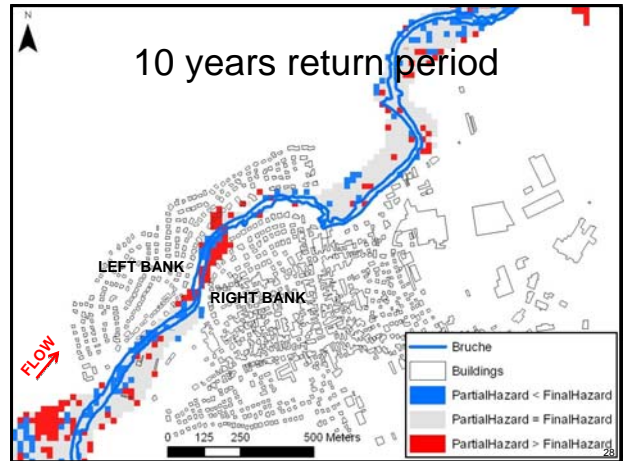 N
10 years return period
LEFT BANK
RIGHT BANK
FLOW
Bruche
Buildings
PartialHazard < FinalHazard
PartialHazard = FinalHazard
PartialHazard > FinalHazard
0 125 250 500 Meters
28